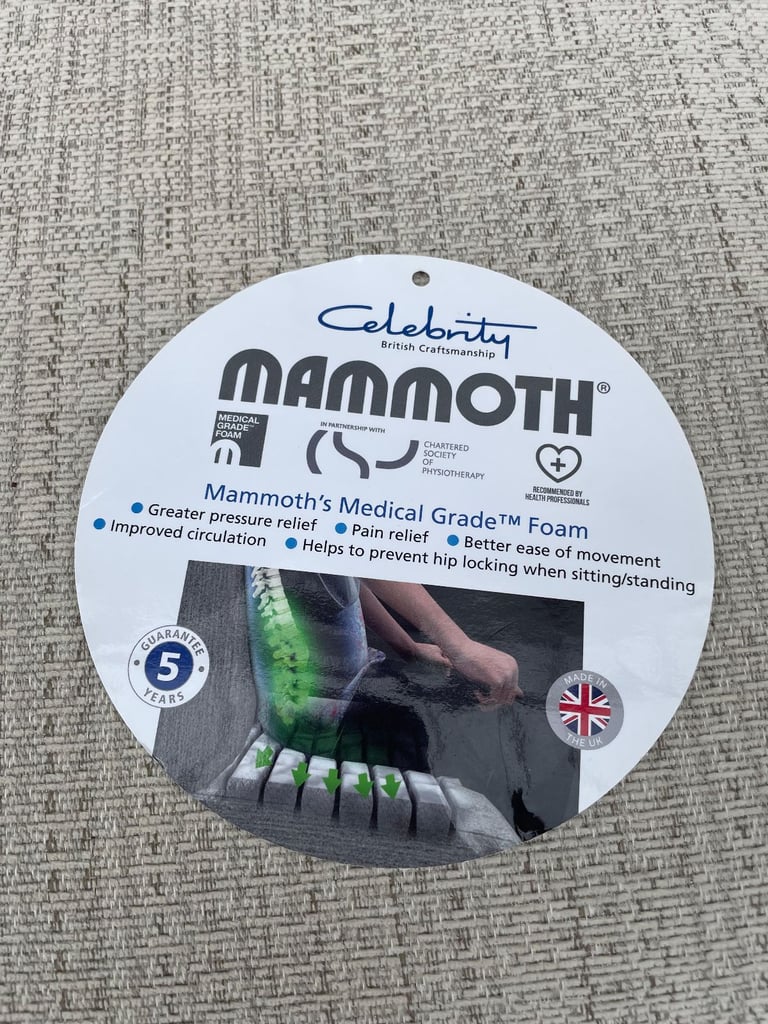 Celebrity
British Craftsmanship
MAMMOTH®
MEDICAL
GRADE™
FOAM
IN PARTNERSHIP WITH
CHARTERED
SOCIETY
OF
PHYSIOTHERAPY
RECOMMENDED BY
HEALTH PROFESSIONALS
Mammoth's Medical Grade™ Foam
• Greater pressure relief • Pain relief • Better ease of movement
• Improved circulation • Helps to prevent hip locking when sitting/standing
GUARANTEE
5
YEARS
MADE IN
THE UK